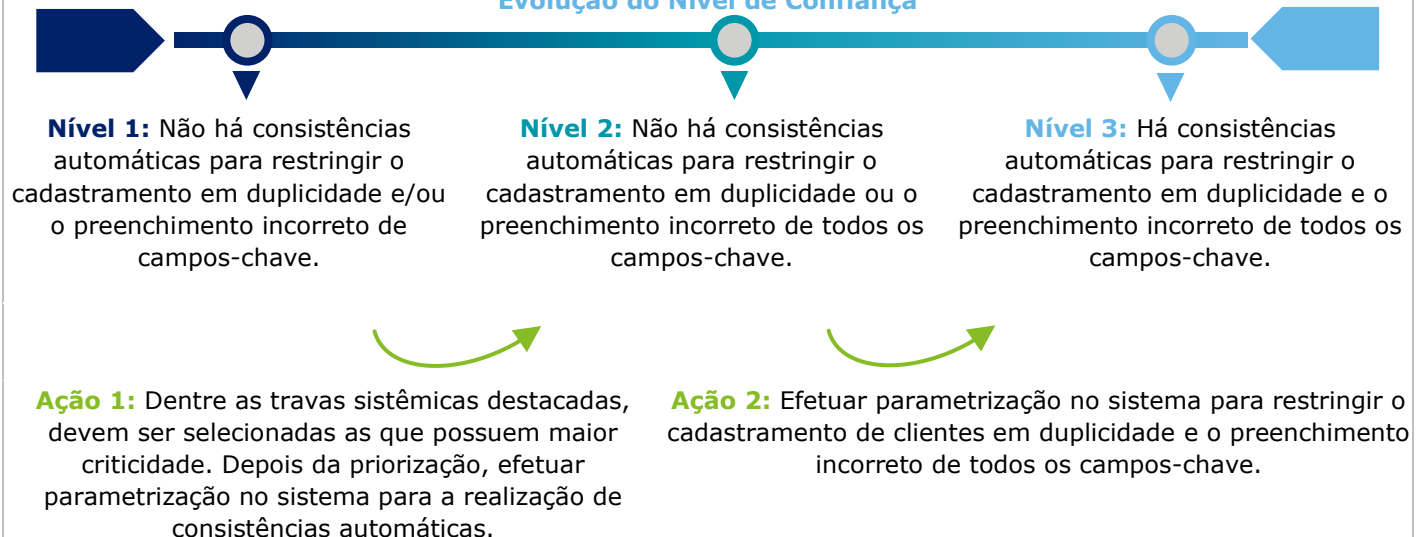 Evolução do Nível de Confiança
Nível 1: Não há consistências
automáticas para restringir o
cadastramento em duplicidade e/ou
o preenchimento incorreto de
campos-chave.
Nível 2: Não há consistências
automáticas para restringir o
cadastramento em duplicidade ou o
preenchimento incorreto de todos os
campos-chave.
Nível 3: Há consistências
automáticas para restringir o
cadastramento em duplicidade e o
preenchimento incorreto de todos os
campos-chave.
Ação 1: Dentre as travas sistêmicas destacadas,
devem ser selecionadas as que possuem maior
criticidade. Depois da priorização, efetuar
parametrização no sistema para a realização de
consistências automáticas.
Ação 2: Efetuar parametrização no sistema para restringir o
cadastramento de clientes em duplicidade e o preenchimento
incorreto de todos os campos-chave.